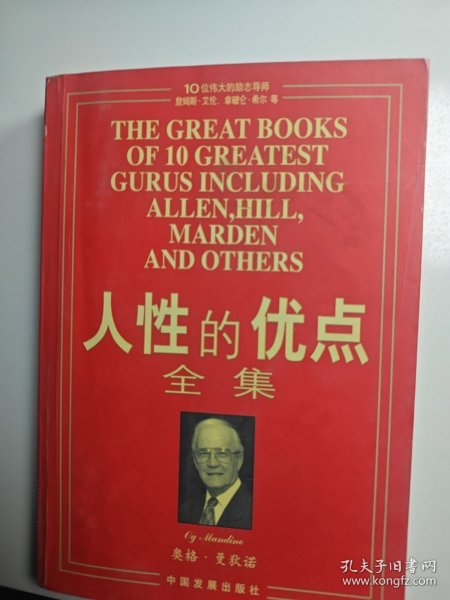 10位伟大的励志导师
詹姆斯·艾伦、拿破仑·希尔 等
THE GREAT BOOKS
OF 10 GREATEST
GURUS INCLUDING
ALLEN,HILL,
MARDEN
AND OTHERS
人性的优点
全集
Og Mandino
奥格·曼狄诺
中国发展出版社
孔夫子旧书网
www.kongfz.com